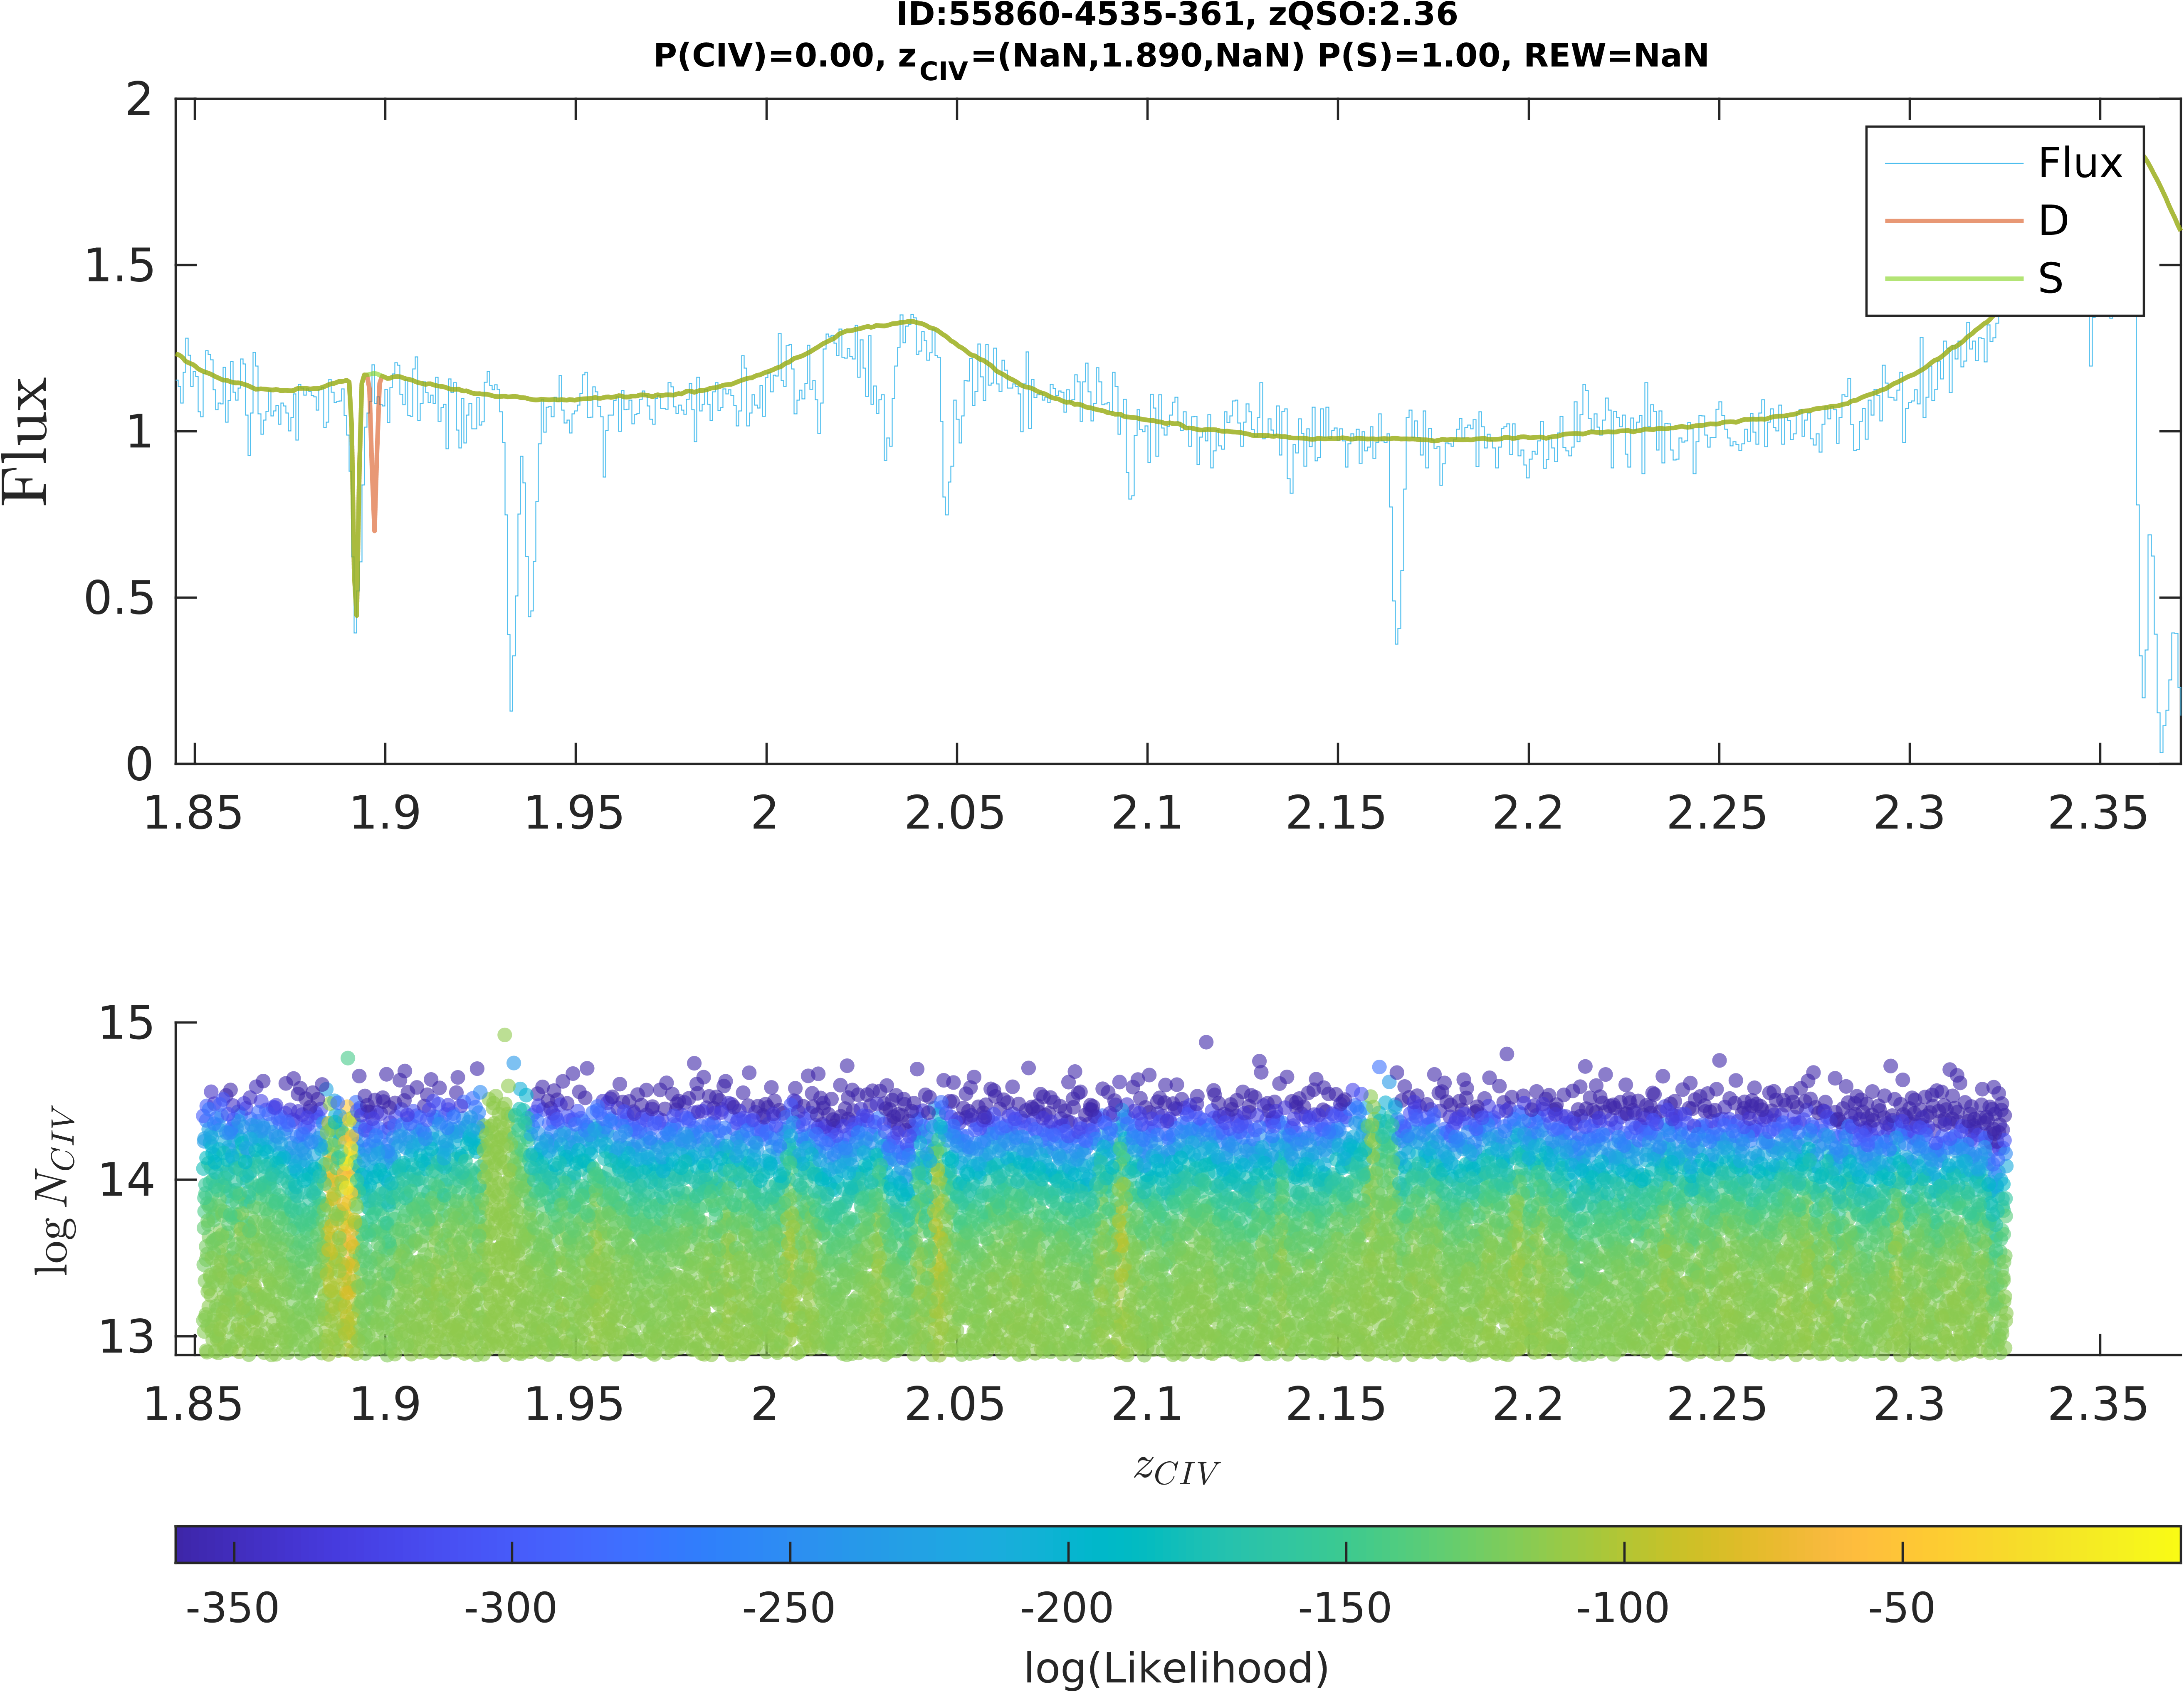 ID:55860-4535-361, zQSO:2.36
P(CIV)=0.00, z CIV=(NaN,1.890,NaN) P(S)=1.00, REW=NaN
2
1.5
1
0.5
0
Flux
Flux
D
S
1.85 1.9 1.95 2 2.05 2.1 2.15 2.2 2.25 2.3 2.35
15
14
13
log N CIV
1.85 1.9 1.95 2 2.05 2.1 2.15 2.2 2.25 2.3 2.35
z CIV
-350 -300 -250 -200 -150 -100 -50
log(Likelihood)